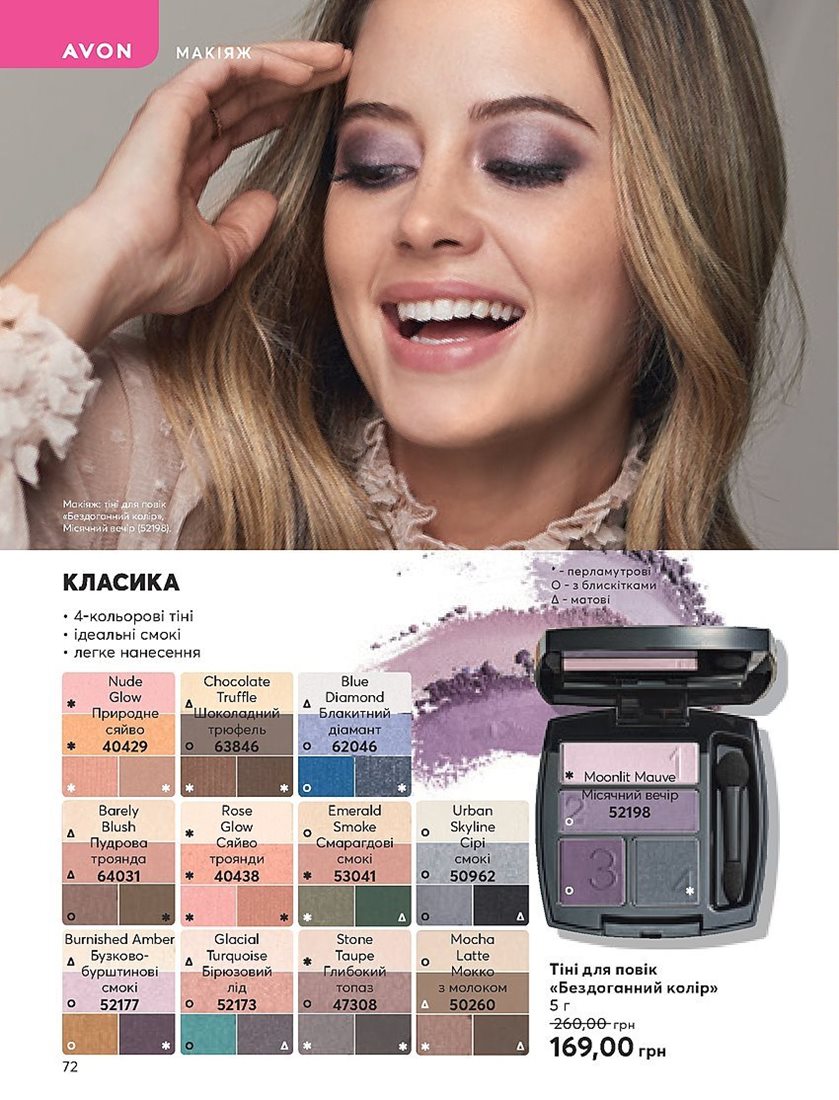 AVON
МАКІЯЖ
Макіяж: тіні для повік
«Бездоганний колір»,
Місячний вечір (52198).
КЛАСИКА
• 4-кольорові тіні
• ідеальні смокі
• легке нанесення
* - перламутрові
О - з блискітками
Δ - матові
Nude
Glow
Природне
сяйво
40429
Chocolate
Truffle
Шоколадний
трюфель
63846
Blue
Diamond
Блакитний
діамант
62046
Barely
Blush
Пудрова
троянда
64031
Rose
Glow
Сяйво
троянди
40438
Emerald
Smoke
Смарагдові
смокі
53041
Urban
Skyline
Сірі
смокі
50962
Burnished Amber
Бузково-
бурштинові
смокі
52177
Glacial
Turquoise
Бірюзовий
лід
52173
Stone
Taupe
Глибокий
топаз
47308
Mocha
Latte
Мокко
з молоком
50260
1
Moonlit Mauve
2
Місячний вечір
52198
3
4
Тіні для повік
«Бездоганний колір»
5 г
260,00 грн
169,00 грн
72